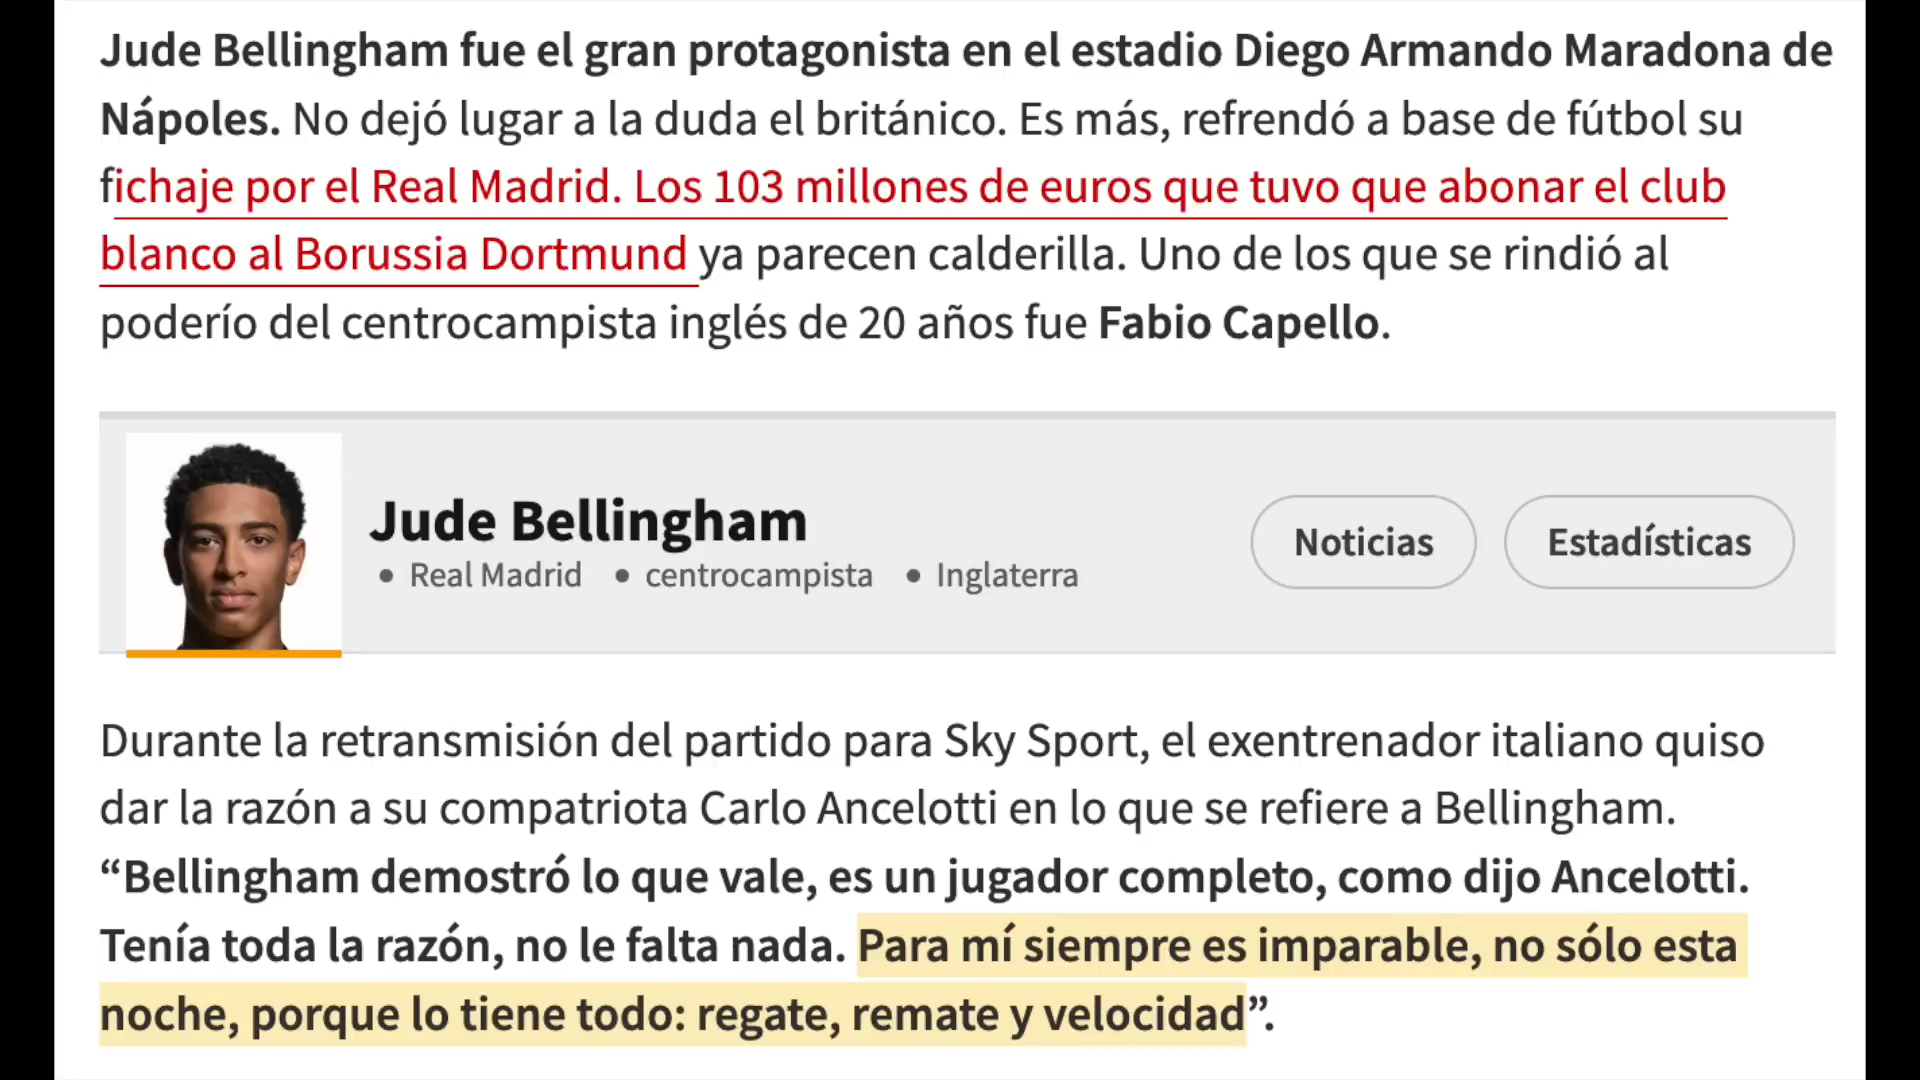 Jude Bellingham fue el gran protagonista en el estadio Diego Armando Maradona de
Nápoles. No dejó lugar a la duda el británico. Es más, refrendó a base de fútbol su
fichaje por el Real Madrid. Los 103 millones de euros que tuvo que abonar el club
blanco al Borussia Dortmund ya parecen calderilla. Uno de los que se rindió al
poderío del centrocampista inglés de 20 años fue Fabio Capello.
Jude Bellingham
• Real Madrid • centrocampista • Inglaterra
Noticias Estadísticas
Durante la retransmisión del partido para Sky Sport, el exentrenador italiano quiso
dar la razón a su compatriota Carlo Ancelotti en lo que se refiere a Bellingham.
“Bellingham demostró lo que vale, es un jugador completo, como dijo Ancelotti.
Tenía toda la razón, no le falta nada. Para mí siempre es imparable, no sólo esta
noche, porque lo tiene todo: regate, remate y velocidad”.